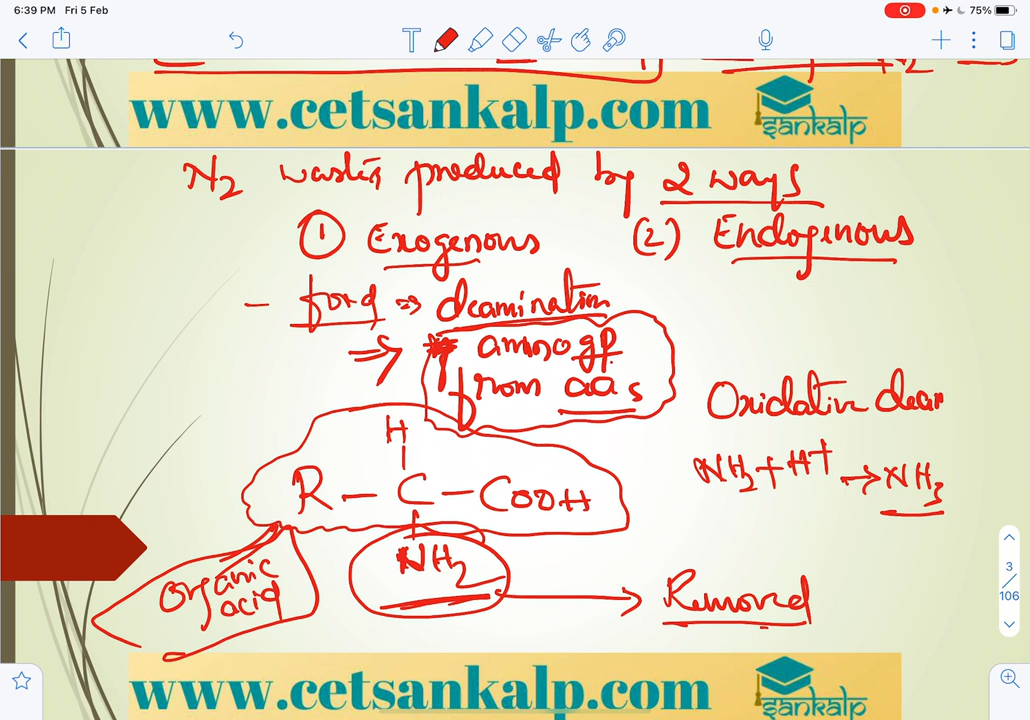 6:39 PM Fri 5 Feb
75%
www.cetsankalp.com
sankalp
N2 wastes produced by 2 ways
1 Exogenous (2) Endogenous
- food ⇒ deamination
⇒ amino gp
from aa s
Oxidative deam
H
R - C - COOH
NH2 + H+ → NH3
NH2
Organic
acid
Removed
3
106
www.cetsankalp.com
sankalp